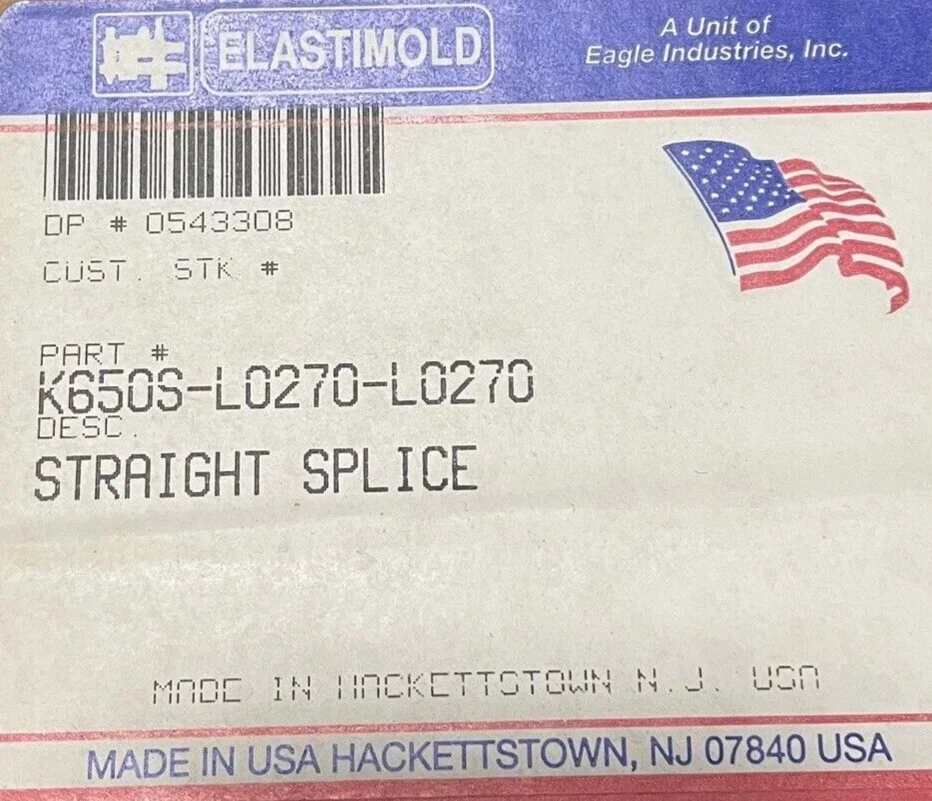 ELASTIMOLD
A Unit of
Eagle Industries, Inc.
DP # 0543308
CUST. STK #
PART #
K650S-L0270-L0270
DESC.
STRAIGHT SPLICE
MADE IN HACKETTSTOWN N.J. USA
MADE IN USA HACKETTSTOWN, NJ 07840 USA